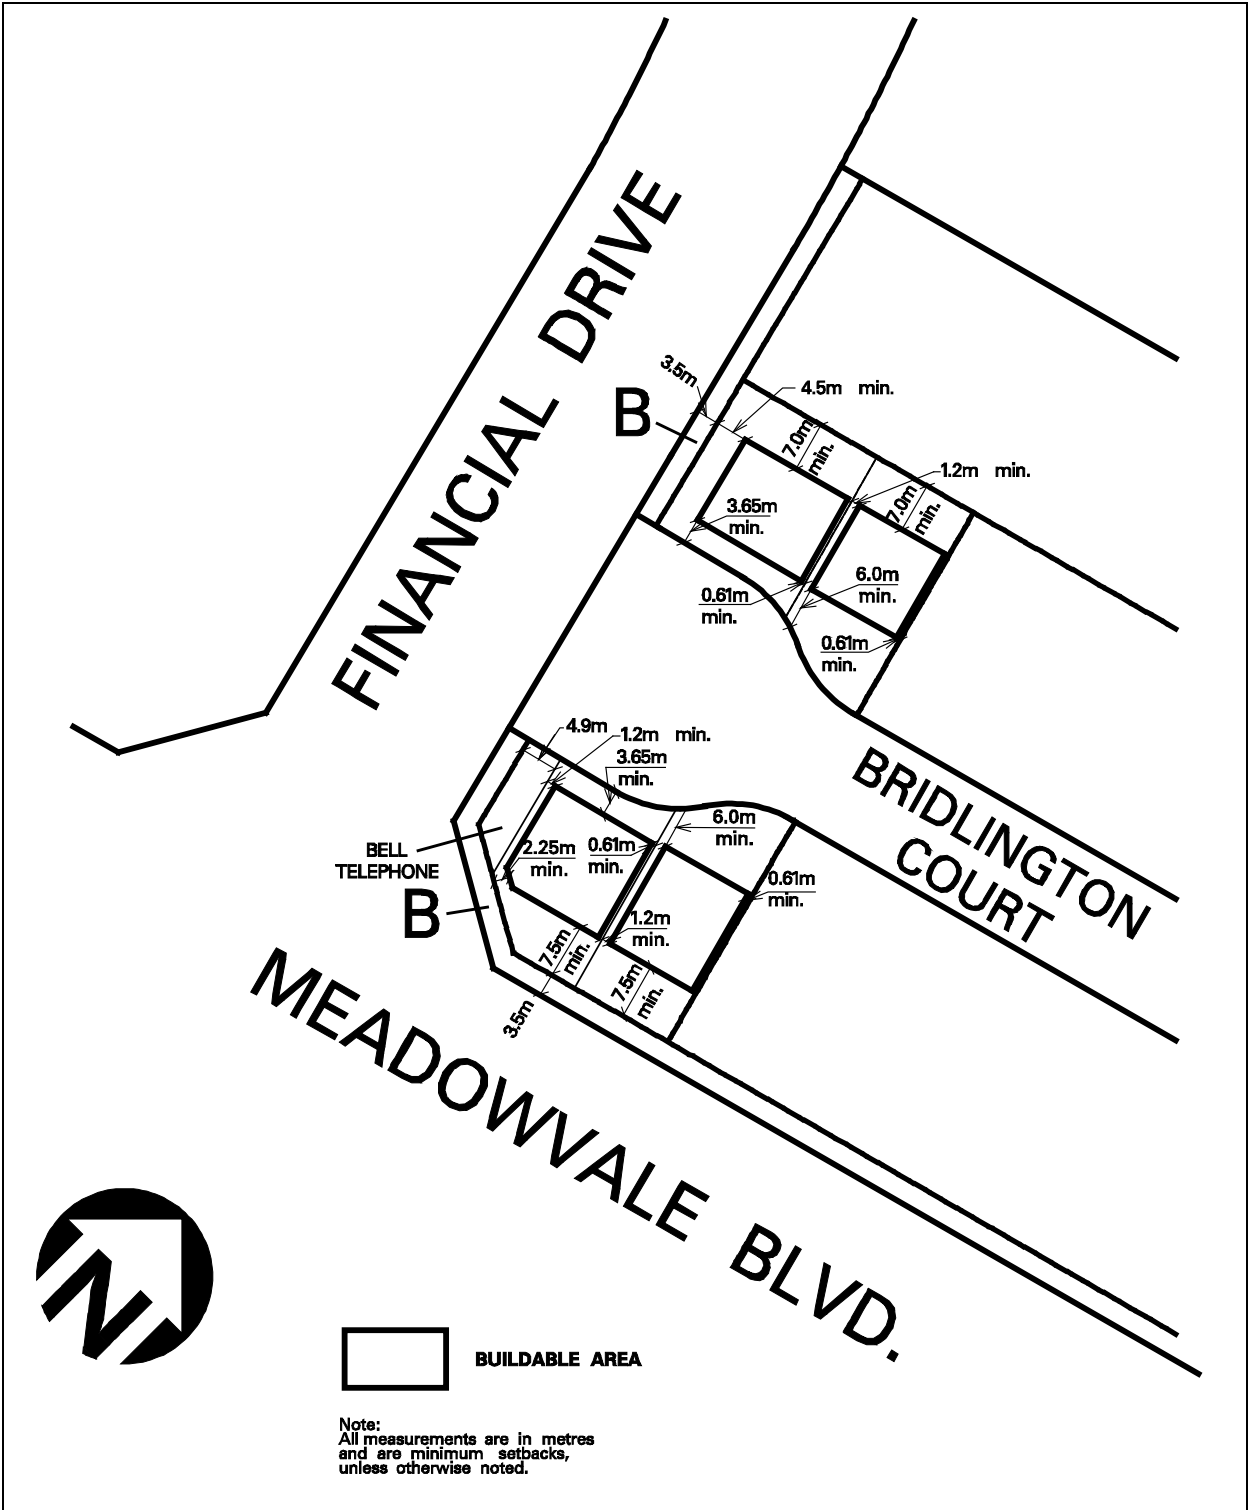 FINANCIAL DRIVE
3.5m
4.5m min.
B
7.0m
min.
1.2m min.
7.0m
min.
3.65m
min.
6.0m
min.
0.61m
min.
0.61m
min.
4.9m
1.2m min.
3.65m
min.
BRIDLINGTON
COURT
6.0m
min.
BELL
TELEPHONE
2.25m
min.
0.61m
min.
0.61m
min.
B
1.2m
min.
7.5m
min.
7.5m
min.
3.5m
MEADOWVALE BLVD.
N
BUILDABLE AREA
Note:
All measurements are in metres
and are minimum setbacks,
unless otherwise noted.